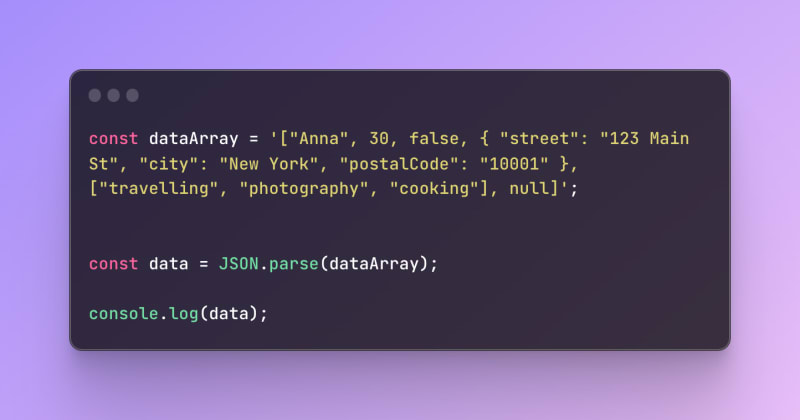 const dataArray = '["Anna", 30, false, { "street": "123 Main
St", "city": "New York", "postalCode": "10001" },
["travelling", "photography", "cooking"], null]';
const data = JSON.parse(dataArray);
console.log(data);